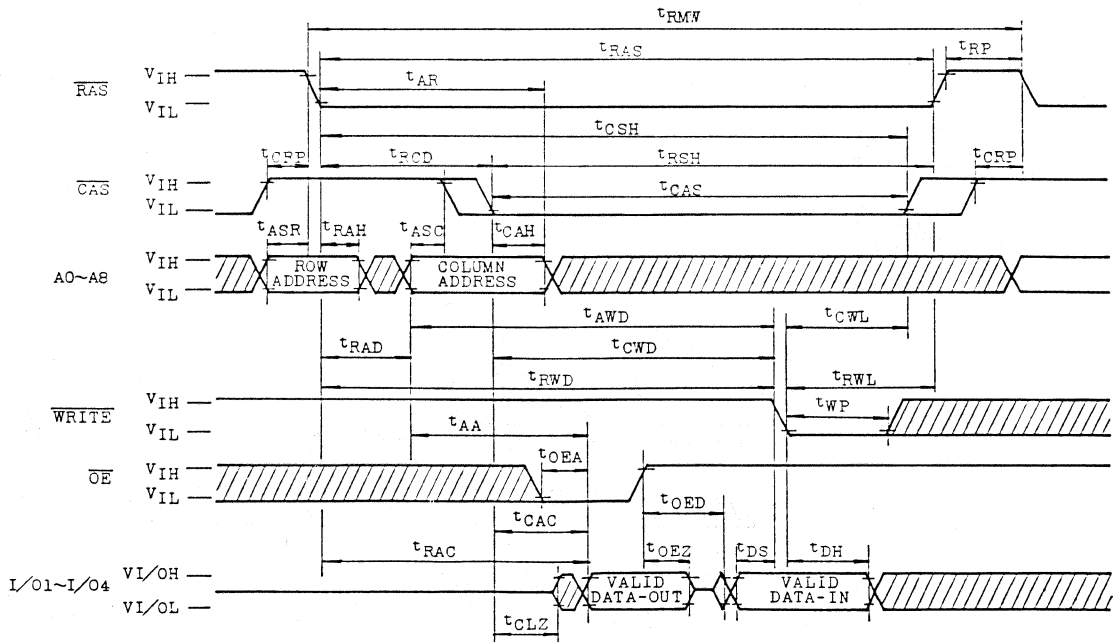 tRMW
tRAS
tRP
VIH
tAR
RAS
VIL
tCSH
tCRP
tRCD
tRSH
tCRP
VIH
tCAS
CAS
VIL
tASR
tRAH
tASC
tCAH
VIH
ROW ADDRESS
COLUMN ADDRESS
A0~A8
VIL
tAWD
tCWL
tRAD
tCWD
tRWD
tRWL
VIH
tWP
WRITE
VIL
tAA
tOEA
VIH
OE
VIL
tOED
tCAC
tRAC
tOEZ
tDS
tDH
VI/OH
VALID DATA-OUT
VALID DATA-IN
I/O1~I/O4
VI/OL
tCLZ